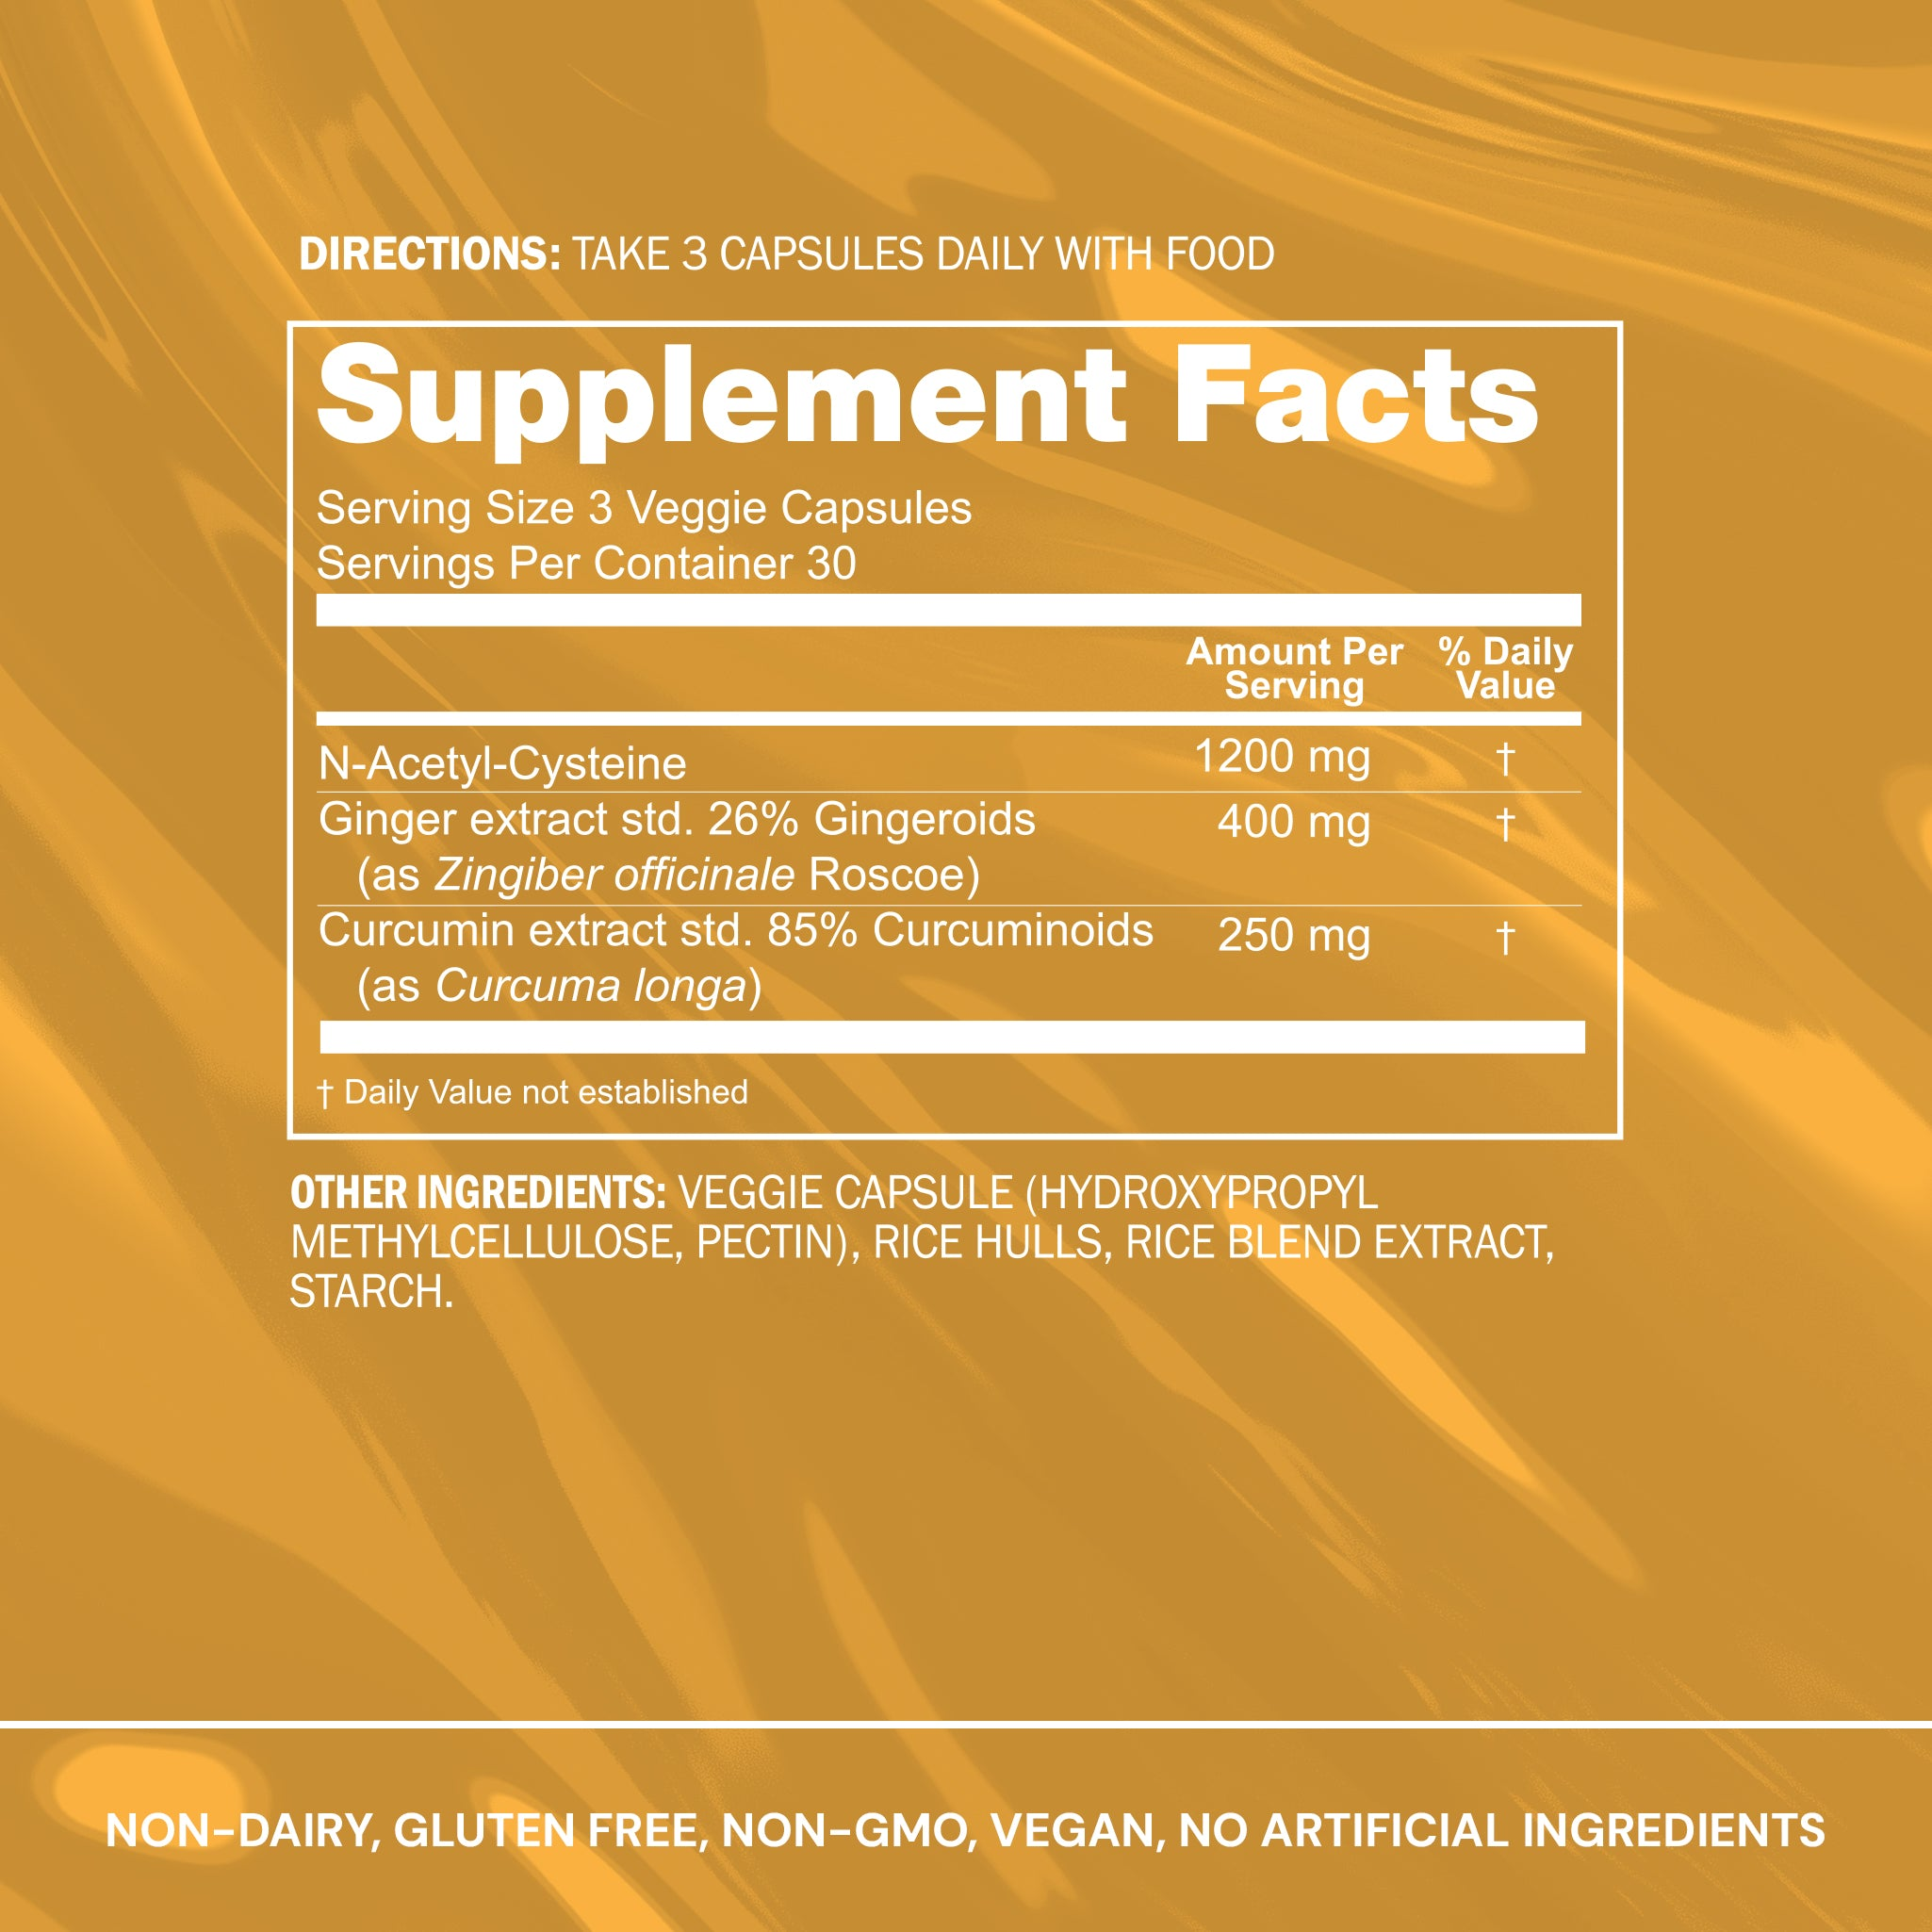 DIRECTIONS: TAKE 3 CAPSULES DAILY WITH FOOD
Supplement Facts
Serving Size 3 Veggie Capsules
Servings Per Container 30
Amount Per Serving % Daily Value
N-Acetyl-Cysteine 1200 mg †
Ginger extract std. 26% Gingeroids 400 mg †
(as Zingiber officinale Roscoe)
Curcumin extract std. 85% Curcuminoids 250 mg †
(as Curcuma longa)
† Daily Value not established
OTHER INGREDIENTS: VEGGIE CAPSULE (HYDROXYPROPYL
METHYLCELLULOSE, PECTIN), RICE HULLS, RICE BLEND EXTRACT,
STARCH.
NON-DAIRY, GLUTEN FREE, NON-GMO, VEGAN, NO ARTIFICIAL INGREDIENTS